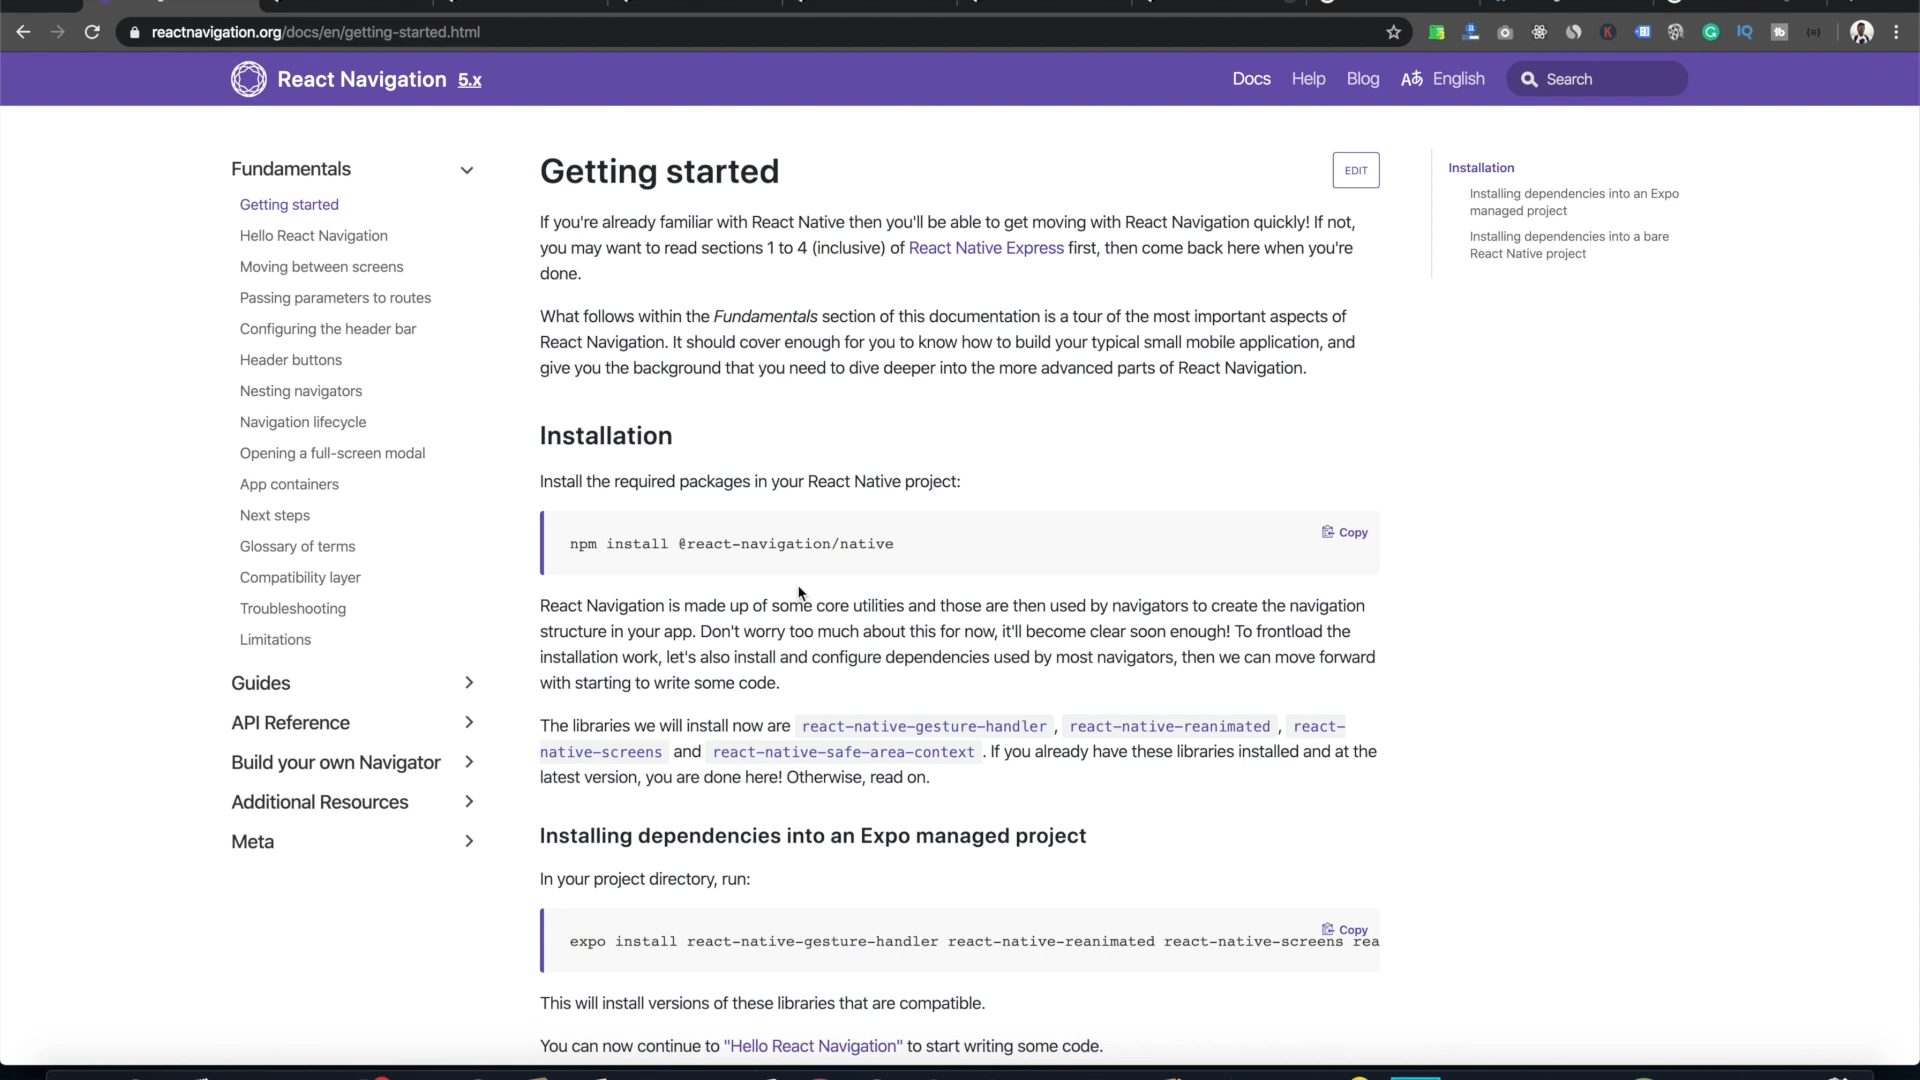 reactnavigation.org/docs/en/getting-started.html
React Navigation 5.x
Docs
Help
Blog
English
Search
Fundamentals
Getting started
Hello React Navigation
Moving between screens
Passing parameters to routes
Configuring the header bar
Header buttons
Nesting navigators
Navigation lifecycle
Opening a full-screen modal
App containers
Next steps
Glossary of terms
Compatibility layer
Troubleshooting
Limitations
Guides
API Reference
Build your own Navigator
Additional Resources
Meta
Getting started
EDIT
If you're already familiar with React Native then you'll be able to get moving with React Navigation quickly! If not,
you may want to read sections 1 to 4 (inclusive) of React Native Express first, then come back here when you're
done.
What follows within the Fundamentals section of this documentation is a tour of the most important aspects of
React Navigation. It should cover enough for you to know how to build your typical small mobile application, and
give you the background that you need to dive deeper into the more advanced parts of React Navigation.
Installation
Install the required packages in your React Native project:
Copy
npm install @react-navigation/native
React Navigation is made up of some core utilities and those are then used by navigators to create the navigation
structure in your app. Don't worry too much about this for now, it'll become clear soon enough! To frontload the
installation work, let's also install and configure dependencies used by most navigators, then we can move forward
with starting to write some code.
The libraries we will install now are react-native-gesture-handler , react-native-reanimated , react-
native-screens and react-native-safe-area-context . If you already have these libraries installed and at the
latest version, you are done here! Otherwise, read on.
Installing dependencies into an Expo managed project
In your project directory, run:
Copy
expo install react-native-gesture-handler react-native-reanimated react-native-screens rea
This will install versions of these libraries that are compatible.
You can now continue to "Hello React Navigation" to start writing some code.
Installation
Installing dependencies into an Expo
managed project
Installing dependencies into a bare
React Native project